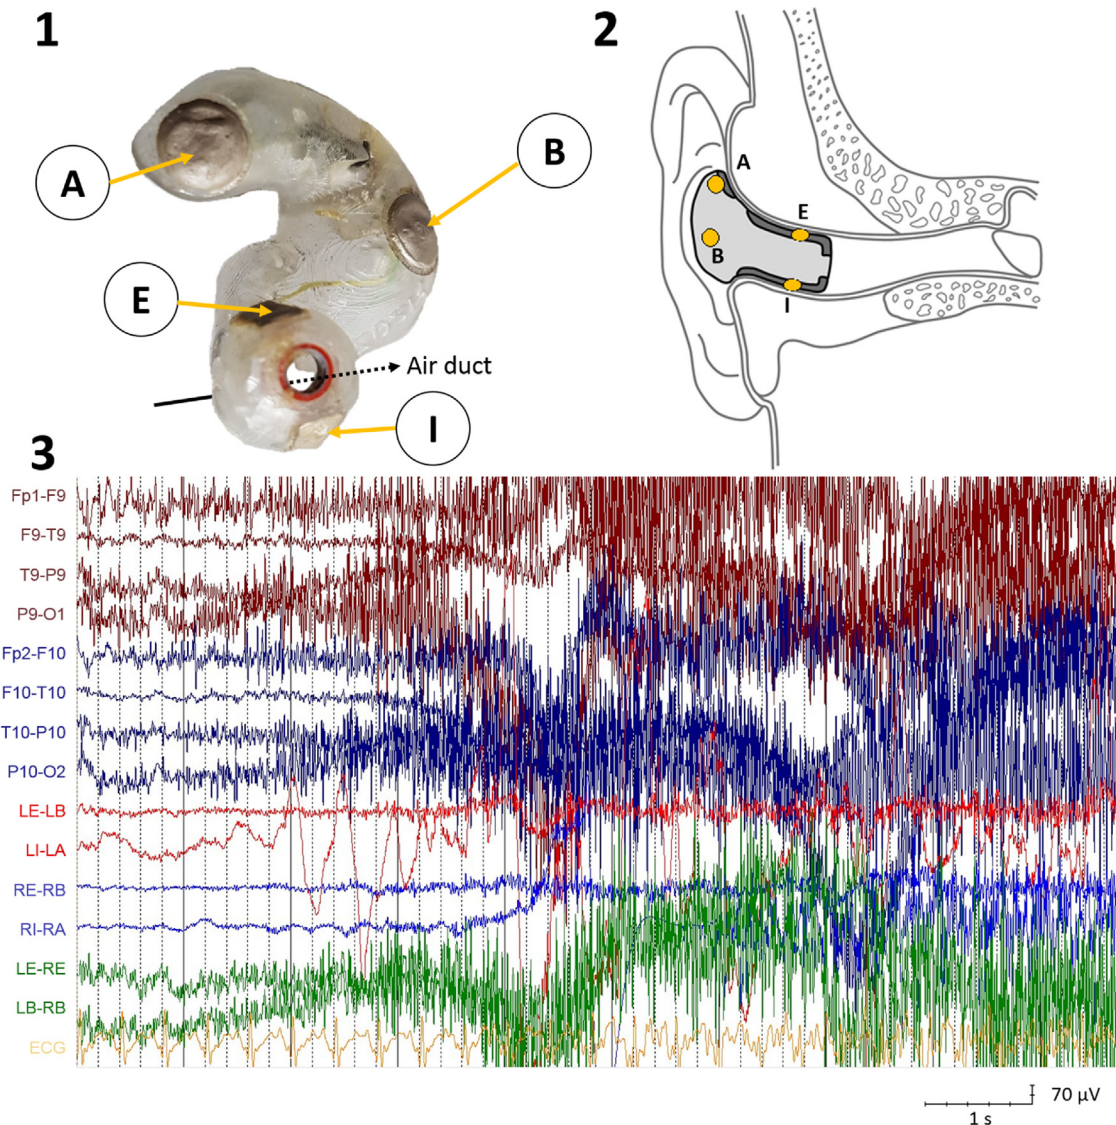 1
A
B
E
Air duct
I
2
A
E
B
I
3
Fp1-F9
F9-T9
T9-P9
P9-O1
Fp2-F10
F10-T10
T10-P10
P10-O2
LE-LB
LI-LA
RE-RB
RI-RA
LE-RE
LB-RB
ECG
70 µV
1 s